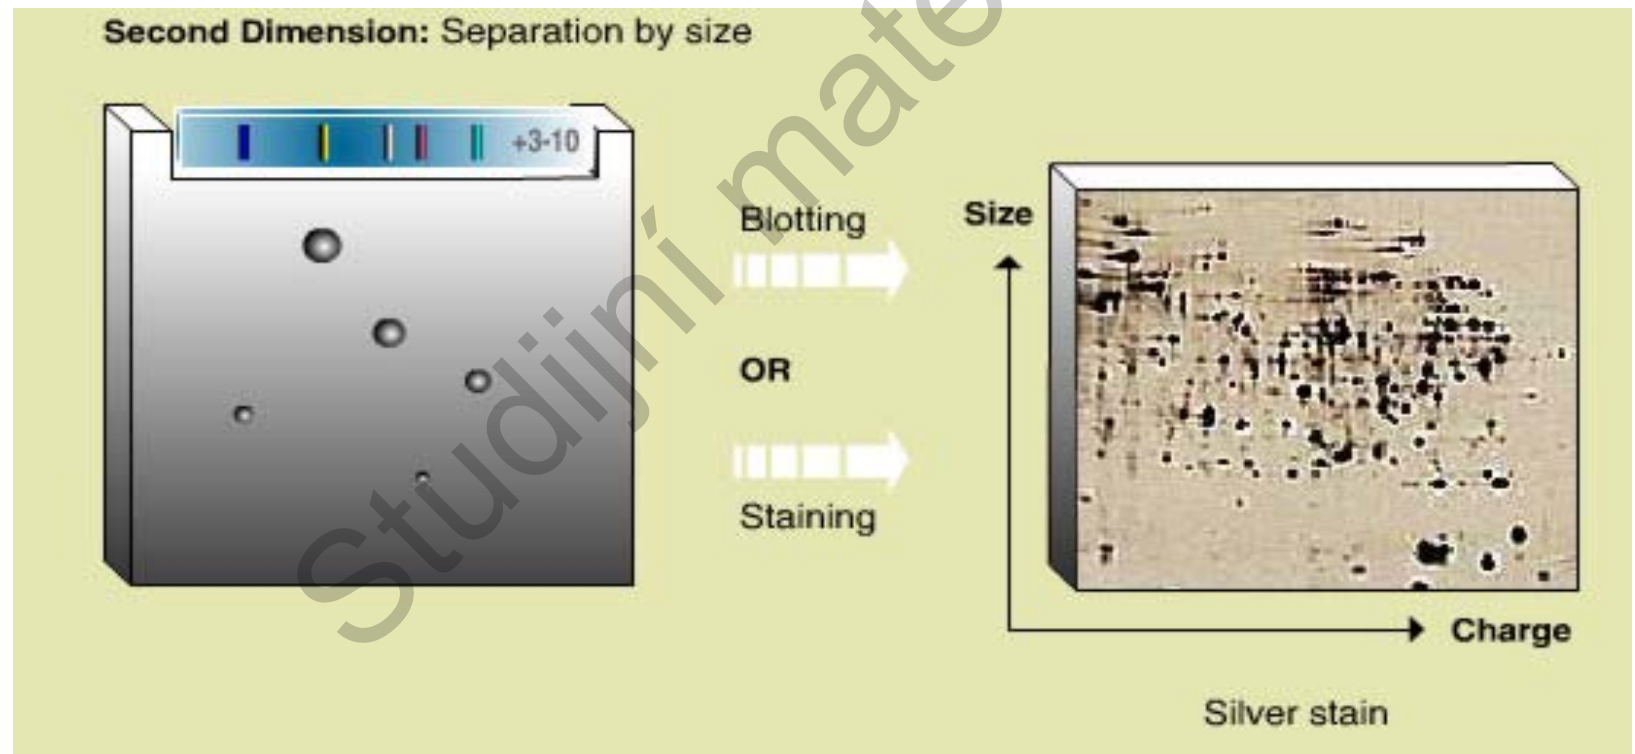 Second Dimension: Separation by size
+3-10
Blotting
OR
Staining
Size
Charge
Silver stain
Studijní mate